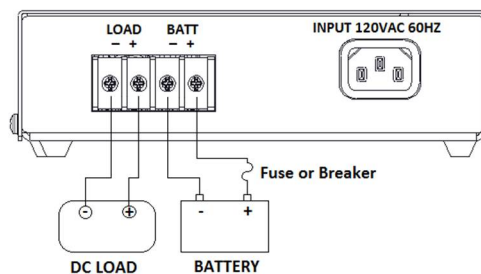 LOAD BATT INPUT 120VAC 60HZ
- + - +
Fuse or Breaker
- + - +
DC LOAD BATTERY